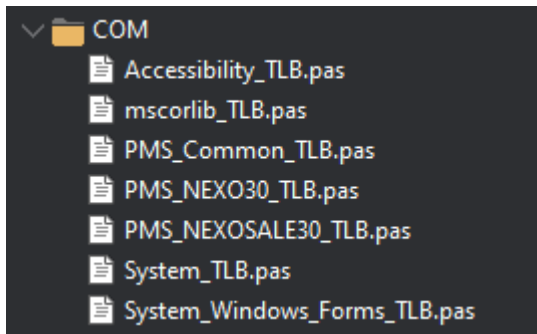 COM
Accessibility_TLB.pas
mscorlib_TLB.pas
PMS_Common_TLB.pas
PMS_NEXO30_TLB.pas
PMS_NEXOSALE30_TLB.pas
System_TLB.pas
System_Windows_Forms_TLB.pas